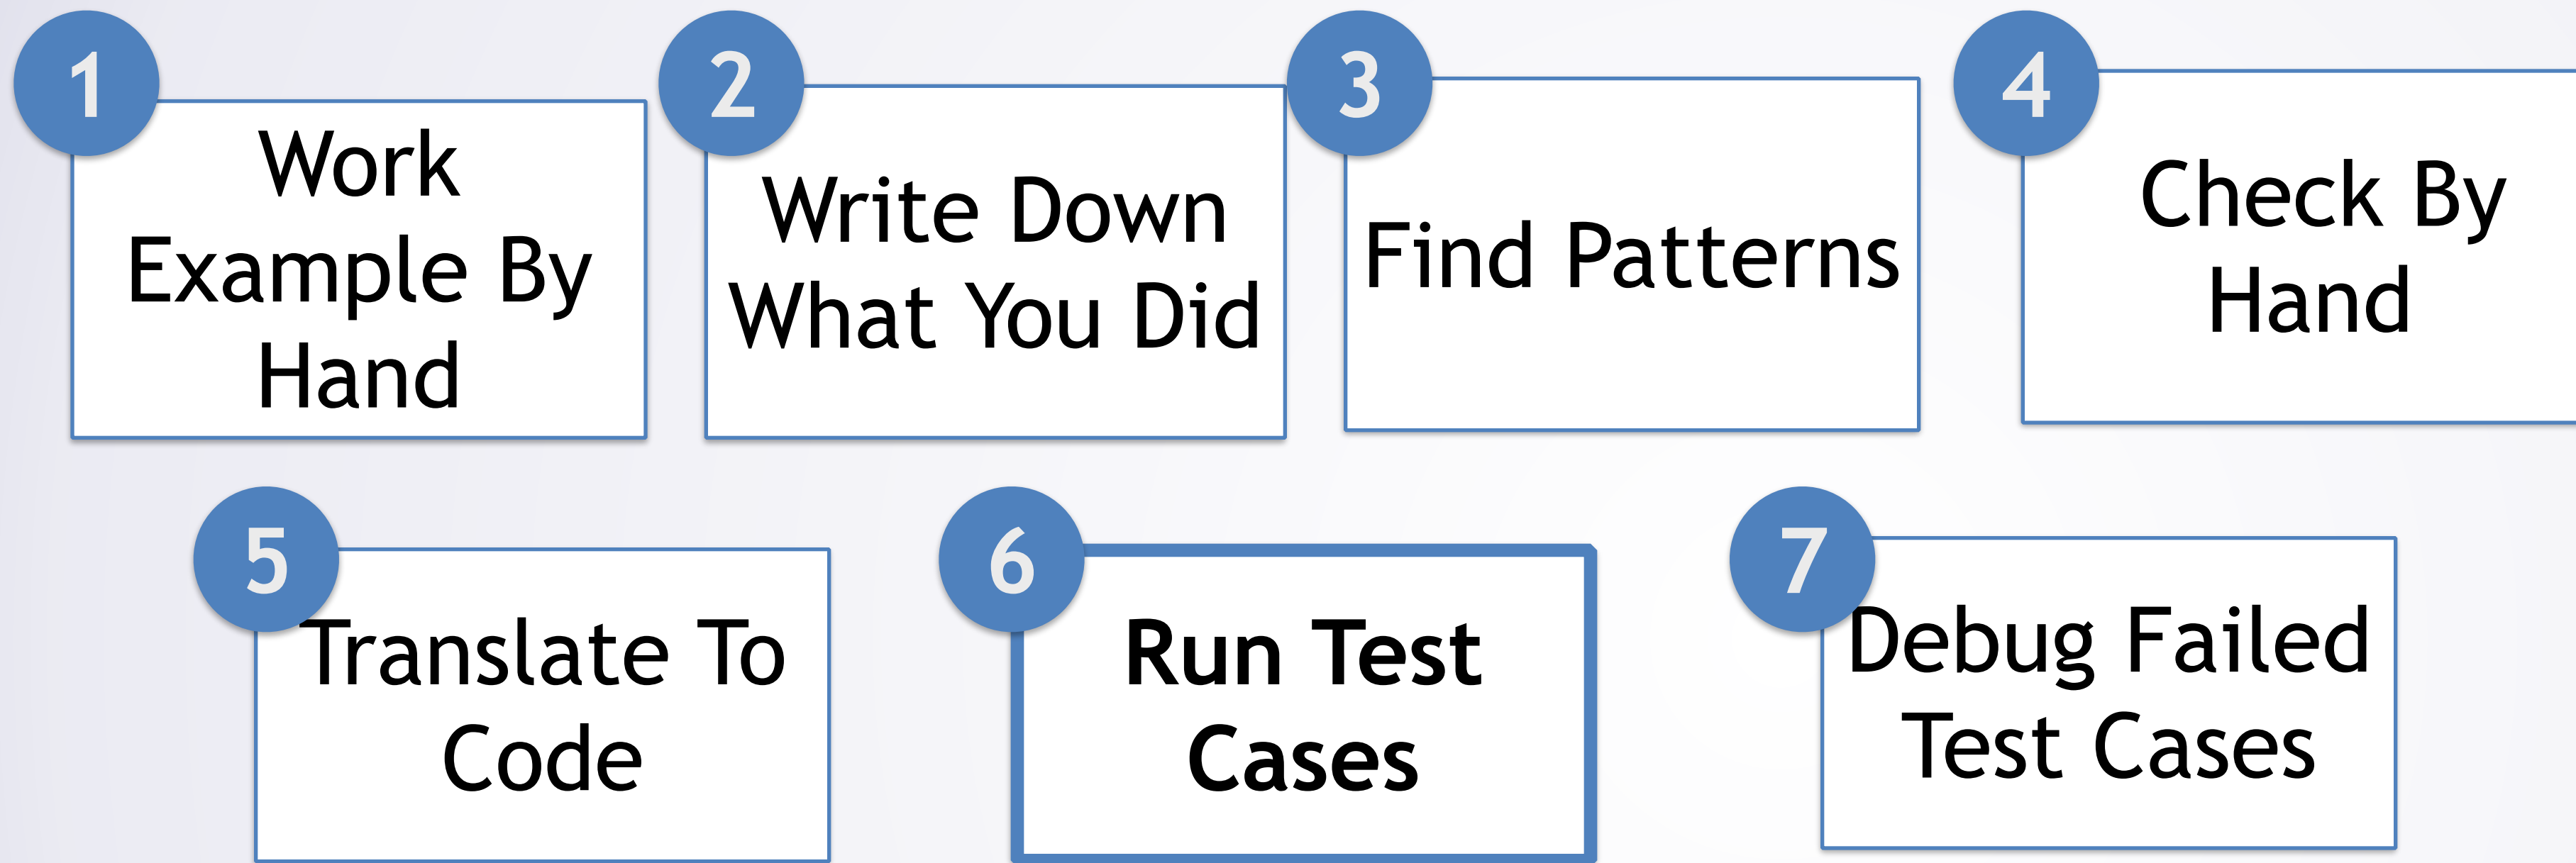 1
Work
Example By
Hand
2
Write Down
What You Did
3
Find Patterns
4
Check By
Hand
5
Translate To
Code
6
Run Test
Cases
7
Debug Failed
Test Cases